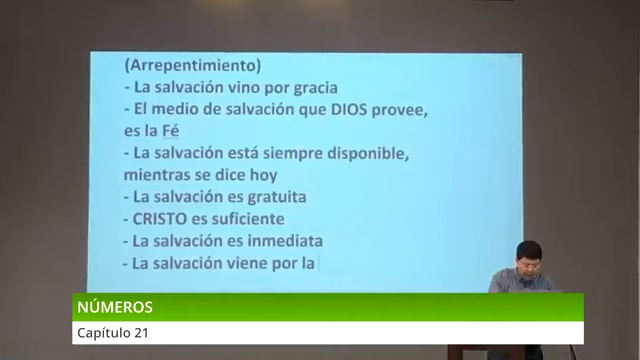 (Arrepentimiento)
- La salvación vino por gracia
- El medio de salvación que DIOS provee,
es la Fé
- La salvación está siempre disponible,
mientras se dice hoy
- La salvación es gratuita
- CRISTO es suficiente
- La salvación es inmediata
- La salvación viene por la
NÚMEROS
Capítulo 21